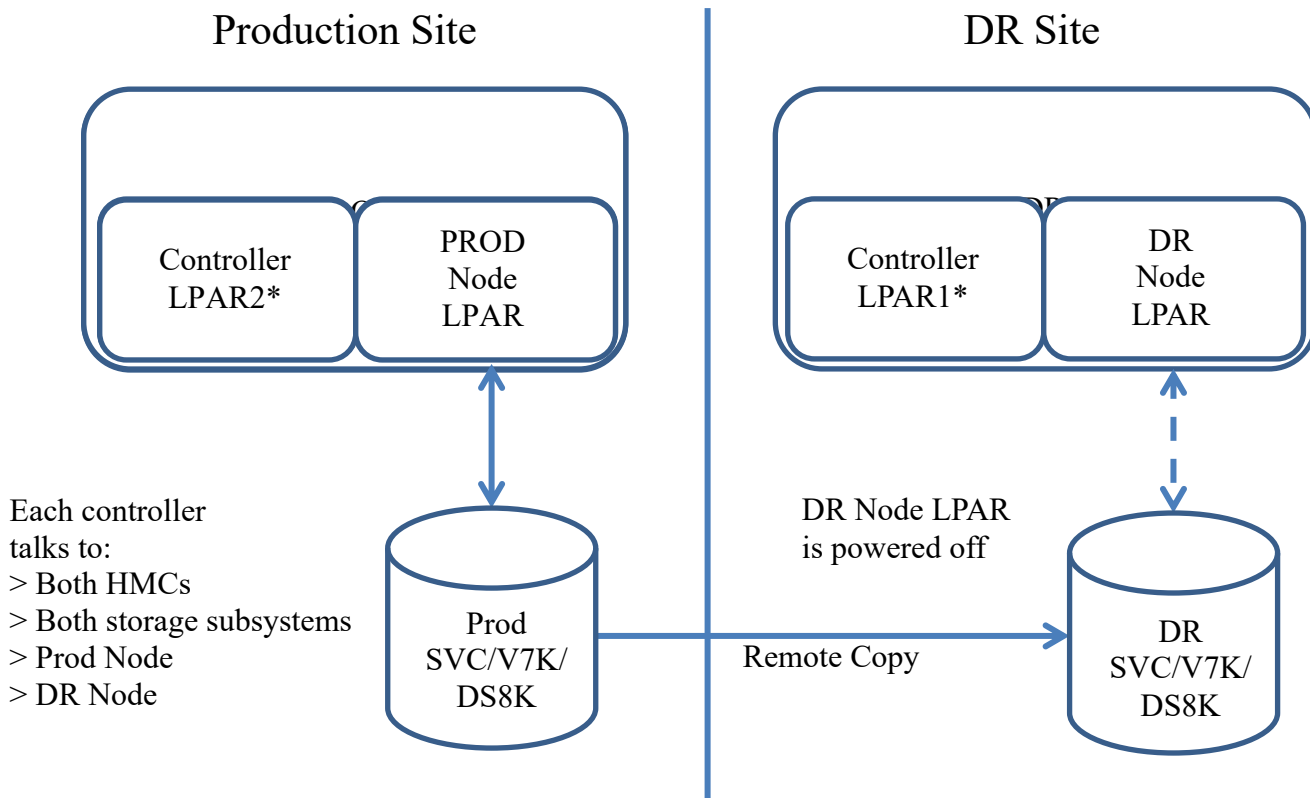 Production Site
DR Site
Controller
LPAR2*
PROD
Node
LPAR
Controller
LPAR1*
DR
Node
LPAR
Each controller
talks to:
> Both HMCs
> Both storage subsystems
> Prod Node
> DR Node
DR Node LPAR
is powered off
Prod
SVC/V7K/
DS8K
Remote Copy
DR
SVC/V7K/
DS8K